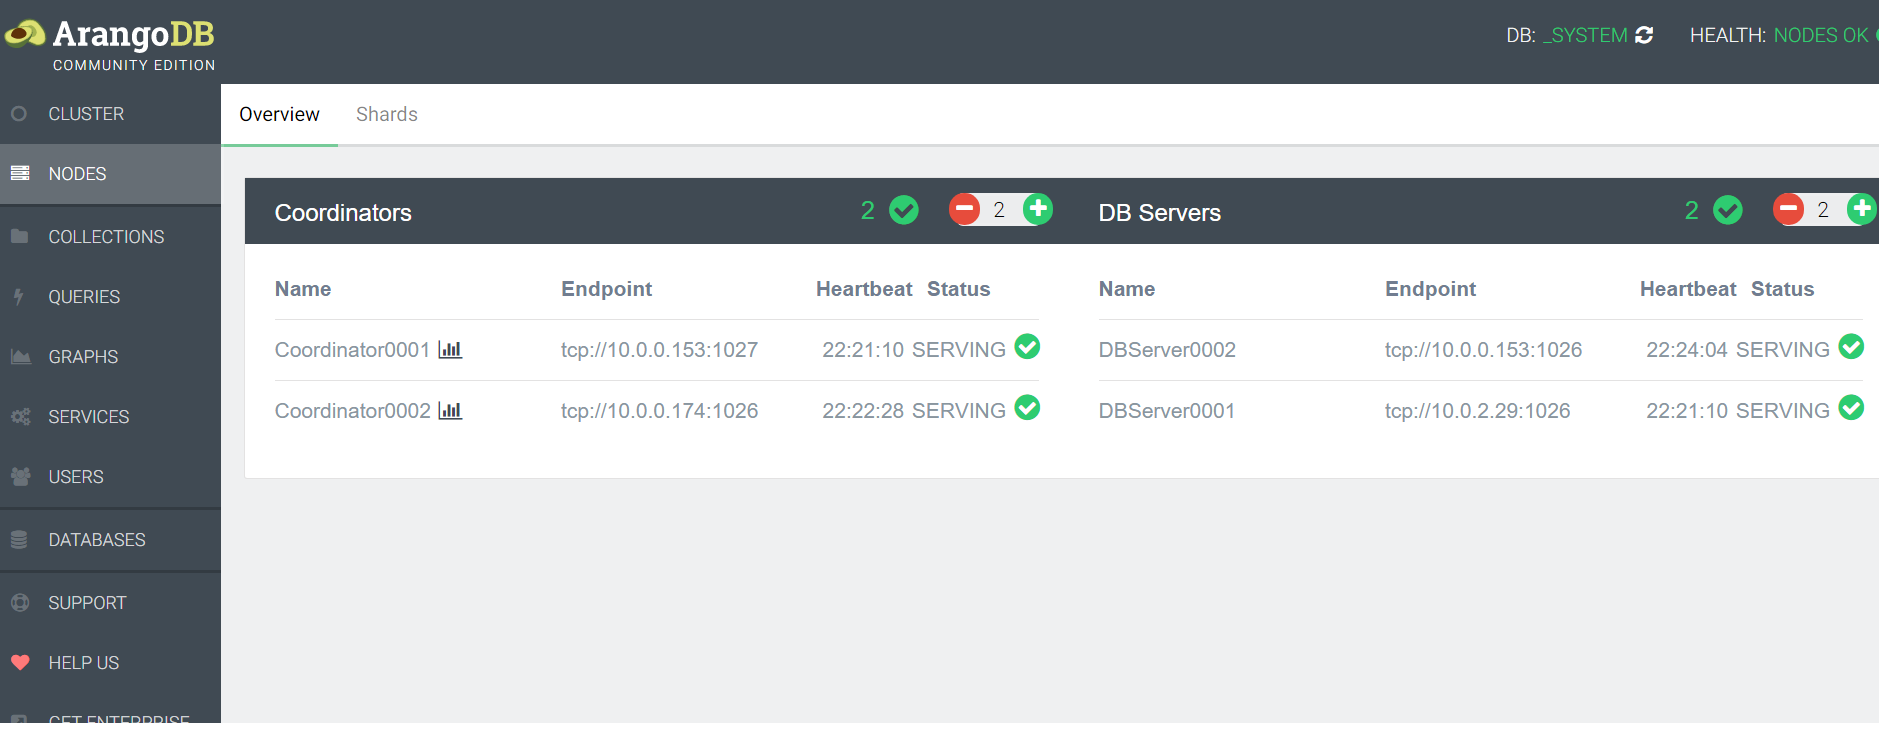 ArangoDB
COMMUNITY EDITION
DB: _SYSTEM
HEALTH: NODES OK
CLUSTER
NODES
COLLECTIONS
QUERIES
GRAPHS
SERVICES
USERS
DATABASES
SUPPORT
HELP US
GET ENTERPRISE
Overview Shards
Coordinators 2 2
Name Endpoint Heartbeat Status
Coordinator0001 tcp://10.0.0.153:1027 22:21:10 SERVING
Coordinator0002 tcp://10.0.0.174:1026 22:22:28 SERVING
DB Servers 2 2
Name Endpoint Heartbeat Status
DBServer0002 tcp://10.0.0.153:1026 22:24:04 SERVING
DBServer0001 tcp://10.0.2.29:1026 22:21:10 SERVING